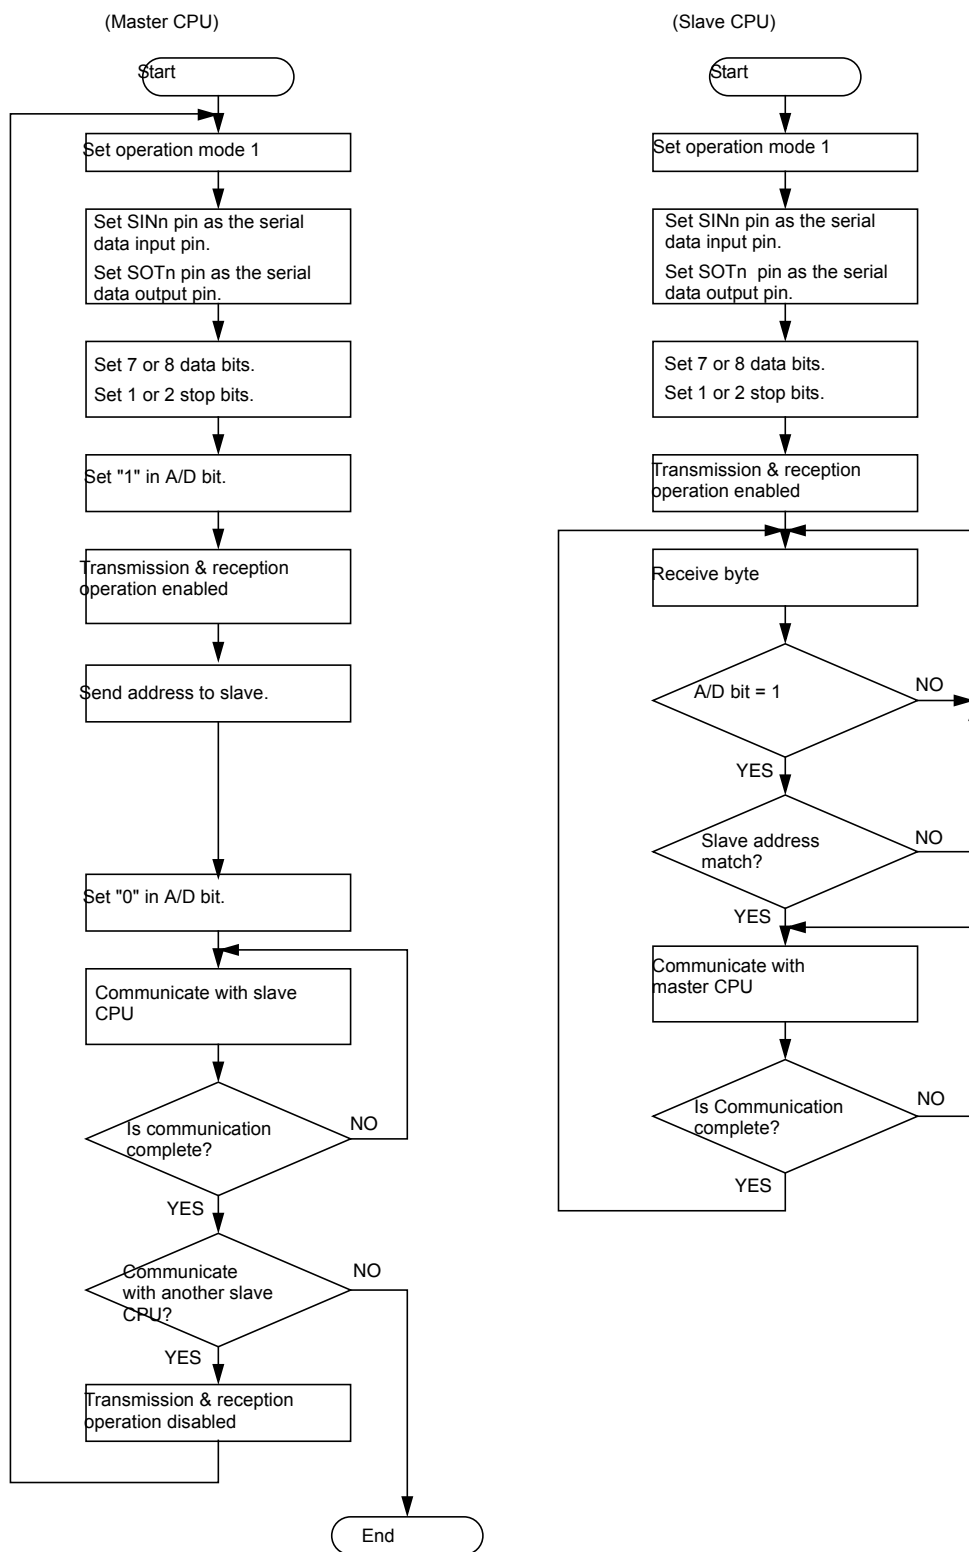 (Master CPU)
Start
Set operation mode 1
Set SINn pin as the serial
data input pin.
Set SOTn pin as the serial
data output pin.
Set 7 or 8 data bits.
Set 1 or 2 stop bits.
Set "1" in A/D bit.
Transmission & reception
operation enabled
Send address to slave.
Set "0" in A/D bit.
Communicate with slave
CPU
Is communication
complete?
NO
YES
Communicate
with another slave
CPU?
NO
YES
Transmission & reception
operation disabled
End
(Slave CPU)
Start
Set operation mode 1
Set SINn pin as the serial
data input pin.
Set SOTn  pin as the serial
data output pin.
Set 7 or 8 data bits.
Set 1 or 2 stop bits.
Transmission & reception
operation enabled
Receive byte
A/D bit = 1
NO
YES
Slave address
match?
NO
YES
Communicate with
master CPU
Is Communication
complete?
NO
YES